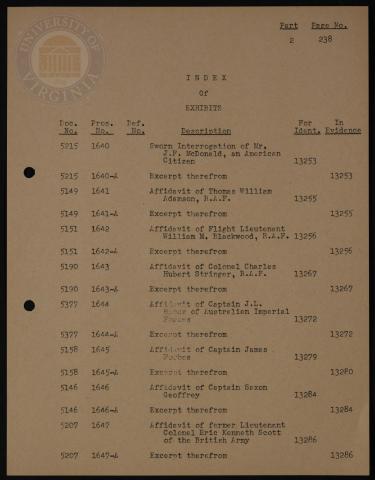 UNIVERSITY OF VIRGINIA
Part Page No.
2 238
INDEX
Of
EXHIBITS
Doc. No. Pros. No. Def. No. Description For Ident. In Evidence
5215 1640 Sworn Interrogation of Mr.
J.F. McDonald, an American
Citizen 13253
5215 1640-A Excerpt therefrom 13253
5149 1641 Affidavit of Thomas William
Adamson, R.A.F. 13255
5149 1641-A Excerpt therefrom 13255
5151 1642 Affidavit of Flight Lieutenant
William M. Blackwood, R.A.F. 13256
5151 1642-A Excerpt therefrom 13256
5190 1643 Affidavit of Colonel Charles
Hubert Stringer, R.A.F. 13267
5190 1643-A Excerpt therefrom 13267
5377 1644 Affidavit of Captain J.L.
of Australian Imperial
Forces 13272
5377 1644-A Excerpt therefrom 13272
5158 1645 Affidavit of Captain James
Forbes 13279
5158 1645-A Excerpt therefrom 13280
5146 1646 Affidavit of Captain Saxon
Geoffrey 13284
5146 1646-A Excerpt therefrom 13284
5207 1647 Affidavit of former Lieutenant
Colonel Eric Kenneth Scott
of the British Army 13286
5207 1647-A Excerpt therefrom 13286